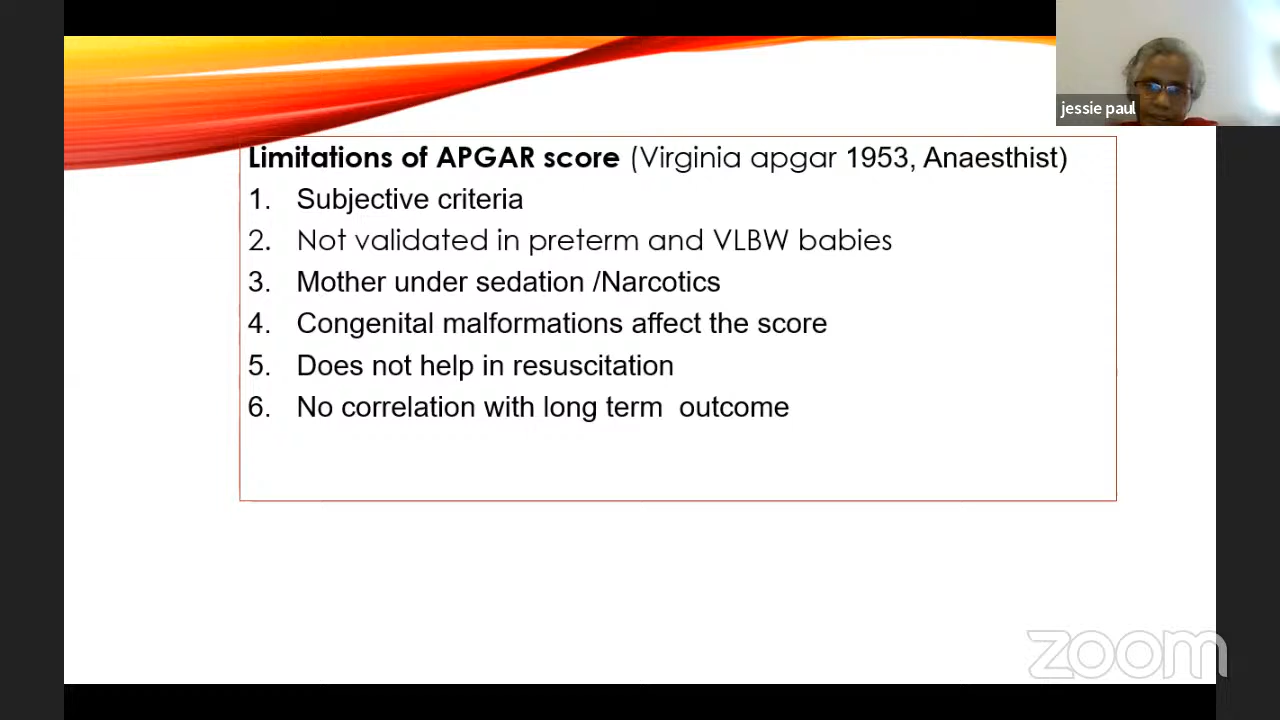 jessie paul
Limitations of APGAR score (Virginia apgar 1953, Anaesthist)
1. Subjective criteria
2. Not validated in preterm and VLBW babies
3. Mother under sedation /Narcotics
4. Congenital malformations affect the score
5. Does not help in resuscitation
6. No correlation with long term outcome
zoom